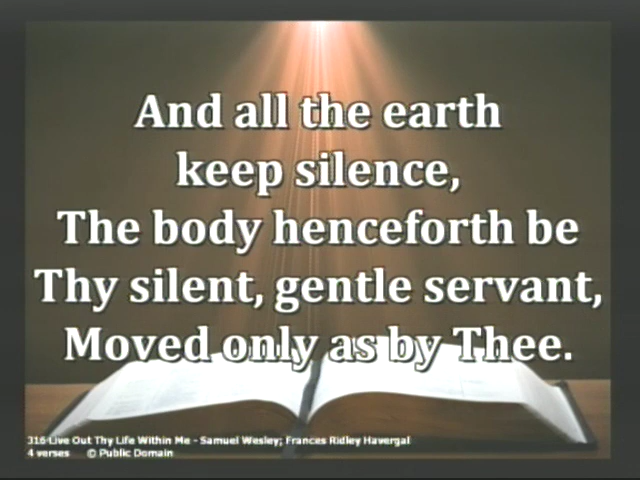 And all the earth
keep silence,
The body henceforth be
Thy silent, gentle servant,
Moved only as by Thee.
316 Live Out Thy Life Within Me - Samuel Wesley; Frances Ridley Havergal
4 verses © Public Domain